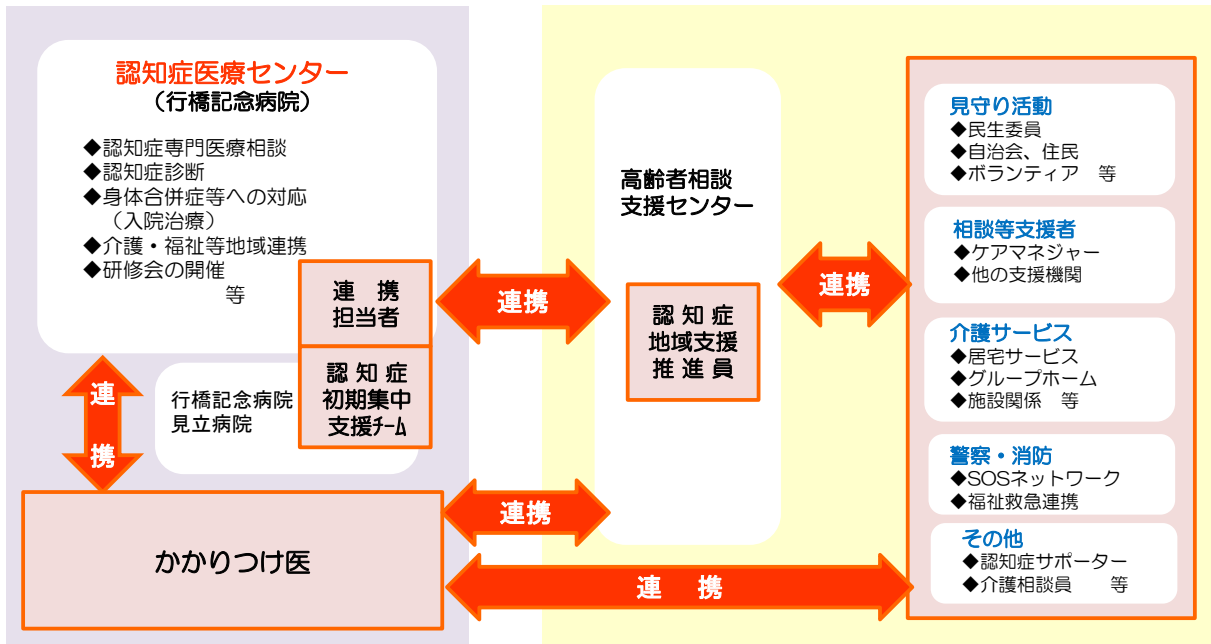 認知症医療センター
（行橋記念病院）
◆認知症専門医療相談
◆認知症診断
◆身体合併症等への対応
（入院治療）
◆介護・福祉等地域連携
◆研修会の開催
等
連　携
担当者
認 知 症
初期集中
支援ﾁｰﾑ
行橋記念病院
見立病院
連
携
かかりつけ医
連携
連携
連　携
高齢者相談
支援センター
認 知 症
地域支援
推 進 員
連携
見守り活動
◆民生委員
◆自治会、住民
◆ボランティア　等
相談等支援者
◆ケアマネジャー
◆他の支援機関
介護サービス
◆居宅サービス
◆グループホーム
◆施設関係　等
警察・消防
◆SOSネットワーク
◆福祉救急連携
その他
◆認知症サポーター
◆介護相談員　　等